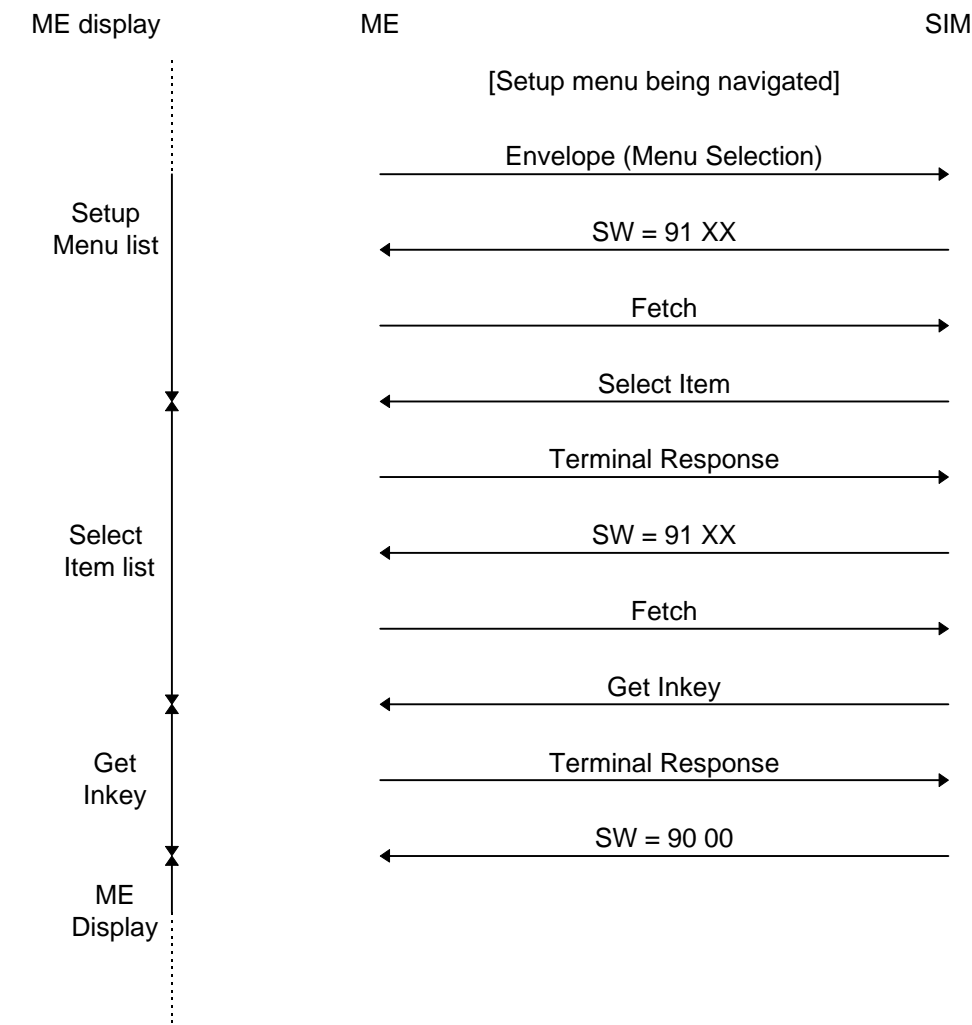 ME display ME SIM
[Setup menu being navigated]
Envelope (Menu Selection)
Setup
Menu list
SW = 91 XX
Fetch
Select Item
Terminal Response
Select
Item list
SW = 91 XX
Fetch
Get Inkey
Get
Inkey
Terminal Response
SW = 90 00
ME
Display